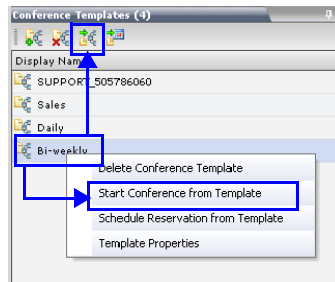 Conference Templates (4)
Display Name
SUPPORT_505786060
Sales
Daily
Bi-weekly
Delete Conference Template
Start Conference from Template
Schedule Reservation from Template
Template Properties